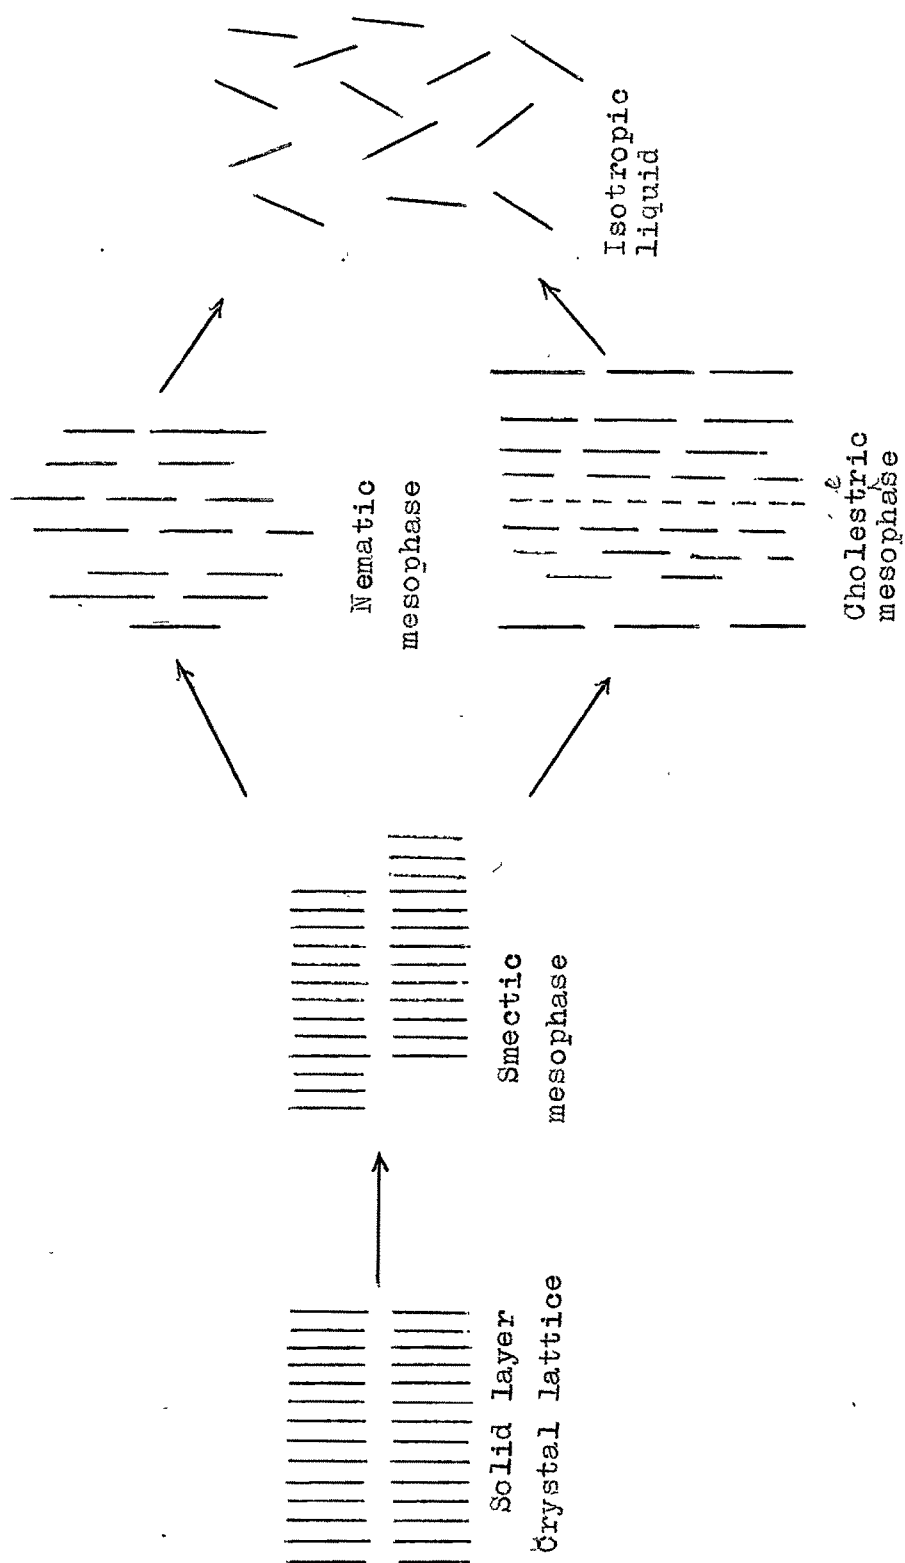 Solid layer
Crystal lattice
Smectic
mesophase
Nematic
mesophase
Cholestric
e
mesophase
Isotropic
liquid